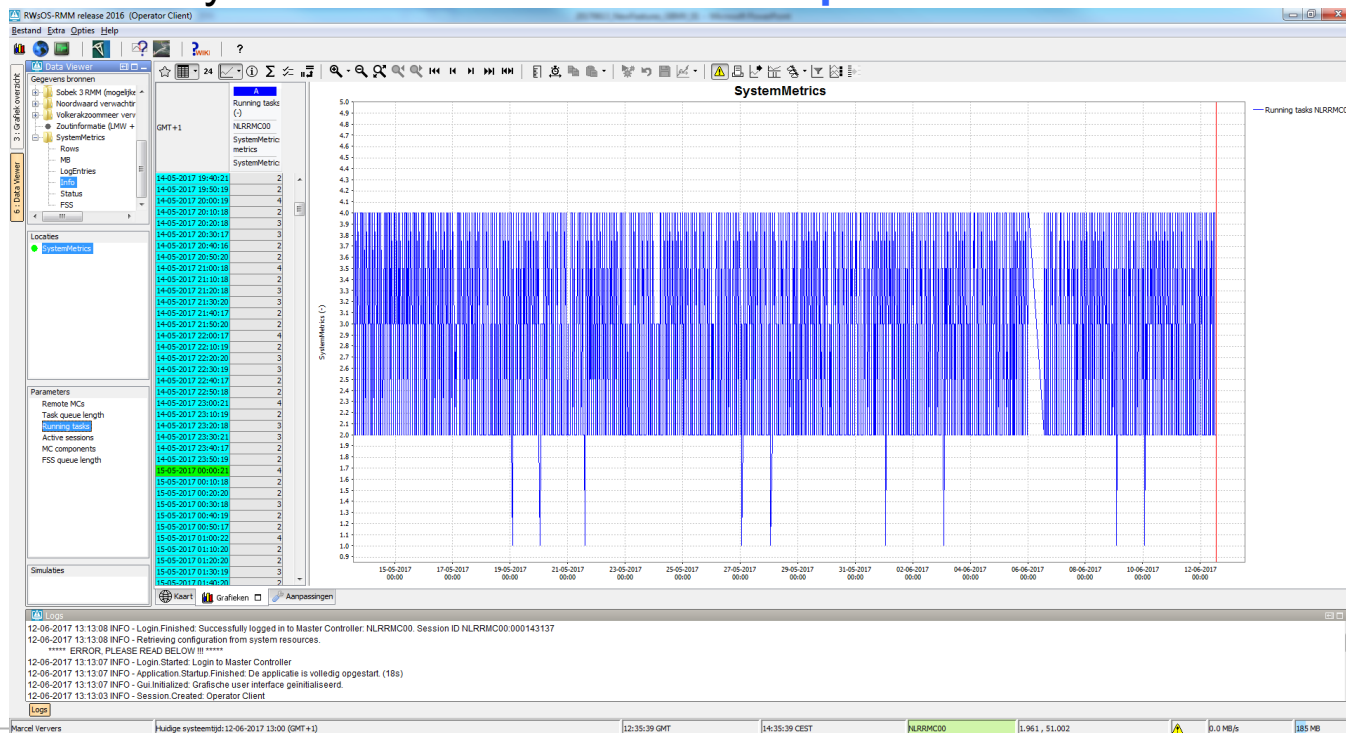 RWsOS-RMM release 2016 (Operator Client)
Bestand Extra Opties Help
24
Wiki
?
3 : Grafiek overzicht
6 : Data Viewer
Data Viewer
Gegevens bronnen
Sobek 3 RMM (mogelijke
Noordwaard verwachtir
Volkerakzoommeer verv
Zoutinformatie (LMW +
SystemMetrics
Rows
MB
LogEntries
Info
Status
FSS
Locaties
SystemMetrics
Parameters
Remote MCs
Task queue length
Running tasks
Active sessions
MC components
FSS queue length
Simulaties
GMT+1
A
Running tasks
(-)
NLRRMC00
SystemMetric
metrics
SystemMetric
14-05-2017 19:40:21 2
14-05-2017 19:50:19 2
14-05-2017 20:00:19 4
14-05-2017 20:10:18 2
14-05-2017 20:20:18 3
14-05-2017 20:30:17 3
14-05-2017 20:40:16 2
14-05-2017 20:50:20 2
14-05-2017 21:00:18 4
14-05-2017 21:10:18 2
14-05-2017 21:20:18 3
14-05-2017 21:30:20 3
14-05-2017 21:40:17 2
14-05-2017 21:50:20 2
14-05-2017 22:00:17 4
14-05-2017 22:10:19 2
14-05-2017 22:20:20 3
14-05-2017 22:30:19 3
14-05-2017 22:40:17 2
14-05-2017 22:50:18 2
14-05-2017 23:00:21 4
14-05-2017 23:10:19 2
14-05-2017 23:20:18 3
14-05-2017 23:30:21 3
14-05-2017 23:40:17 2
14-05-2017 23:50:19 2
15-05-2017 00:00:21 4
15-05-2017 00:10:18 2
15-05-2017 00:20:20 2
15-05-2017 00:30:18 3
15-05-2017 00:40:19 2
15-05-2017 00:50:17 2
15-05-2017 01:00:22 4
15-05-2017 01:10:20 2
15-05-2017 01:20:20 2
15-05-2017 01:30:19 3
15-05-2017 01:40:20 2
SystemMetrics
Running tasks NLRRMC0
SystemMetrics (-)
5.0
4.9
4.8
4.7
4.6
4.5
4.4
4.3
4.2
4.1
4.0
3.9
3.8
3.7
3.6
3.5
3.4
3.3
3.2
3.1
3.0
2.9
2.8
2.7
2.6
2.5
2.4
2.3
2.2
2.1
2.0
1.9
1.8
1.7
1.6
1.5
1.4
1.3
1.2
1.1
1.0
0.9
15-05-2017 17-05-2017 19-05-2017 21-05-2017 23-05-2017 25-05-2017 27-05-2017 29-05-2017 31-05-2017 02-06-2017 04-06-2017 06-06-2017 08-06-2017 10-06-2017 12-06-2017
00:00 00:00 00:00 00:00 00:00 00:00 00:00 00:00 00:00 00:00 00:00 00:00 00:00 00:00 00:00
Kaart Grafieken Aanpassingen
Logs
12-06-2017 13:13:08 INFO - Login.Finished: Successfully logged in to Master Controller: NLRRMC00. Session ID NLRRMC00:000143137
12-06-2017 13:13:08 INFO - Retrieving configuration from system resources.
***** ERROR, PLEASE READ BELOW !!! *****
12-06-2017 13:13:07 INFO - Login.Started: Login to Master Controller
12-06-2017 13:13:07 INFO - Application.Startup.Finished: De applicatie is volledig opgestart. (18s)
12-06-2017 13:13:07 INFO - Gui.Initialized: Grafische user interface geïnitialiseerd.
12-06-2017 13:13:03 INFO - Session.Created: Operator Client
Logs
Marcel Ververs
Huidige systeemtijd:12-06-2017 13:00 (GMT+1)
12:35:39 GMT
14:35:39 CEST
NLRRMC00
1.961 , 51.002
0.0 MB/s
185 MB